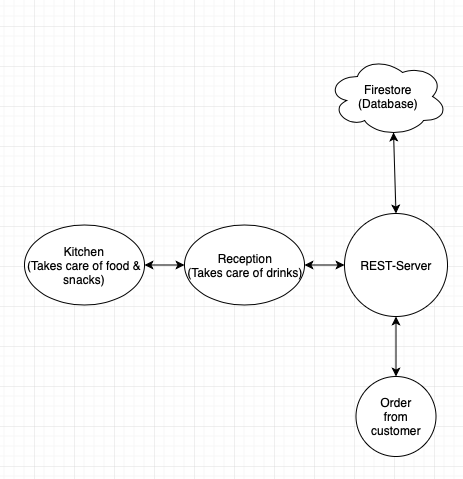 Firestore
(Database)
Kitchen
(Takes care of food &
snacks)
Reception
(Takes care of drinks)
REST-Server
Order
from
customer